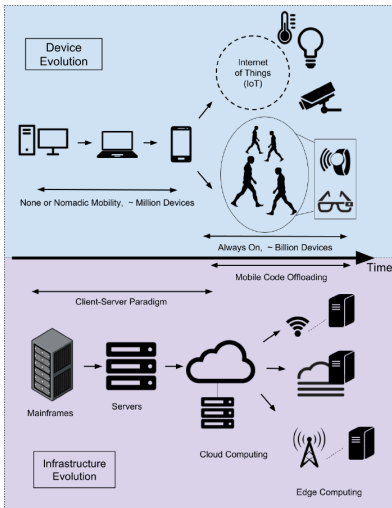 Device
Evolution
Internet
of Things
(IoT)
None or Nomadic Mobility, ~ Million Devices
Always On, ~ Billion Devices
Time
Mobile Code Offloading
Client-Server Paradigm
Mainframes
Servers
Cloud Computing
Infrastructure
Evolution
Edge Computing